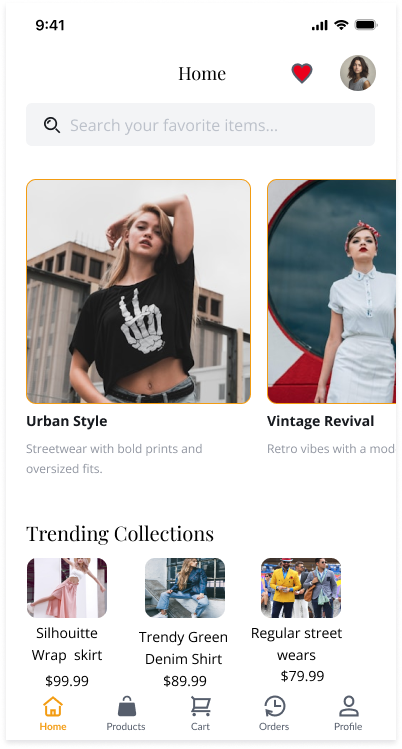 9:41
Home
Search your favorite items...
Urban Style
Streetwear with bold prints and
oversized fits.
Vintage Revival
Retro vibes with a mod
Trending Collections
Silhouitte
Wrap skirt
$99.99
Trendy Green
Denim Shirt
$89.99
Regular street
wears
$79.99
Home
Products
Cart
Orders
Profile